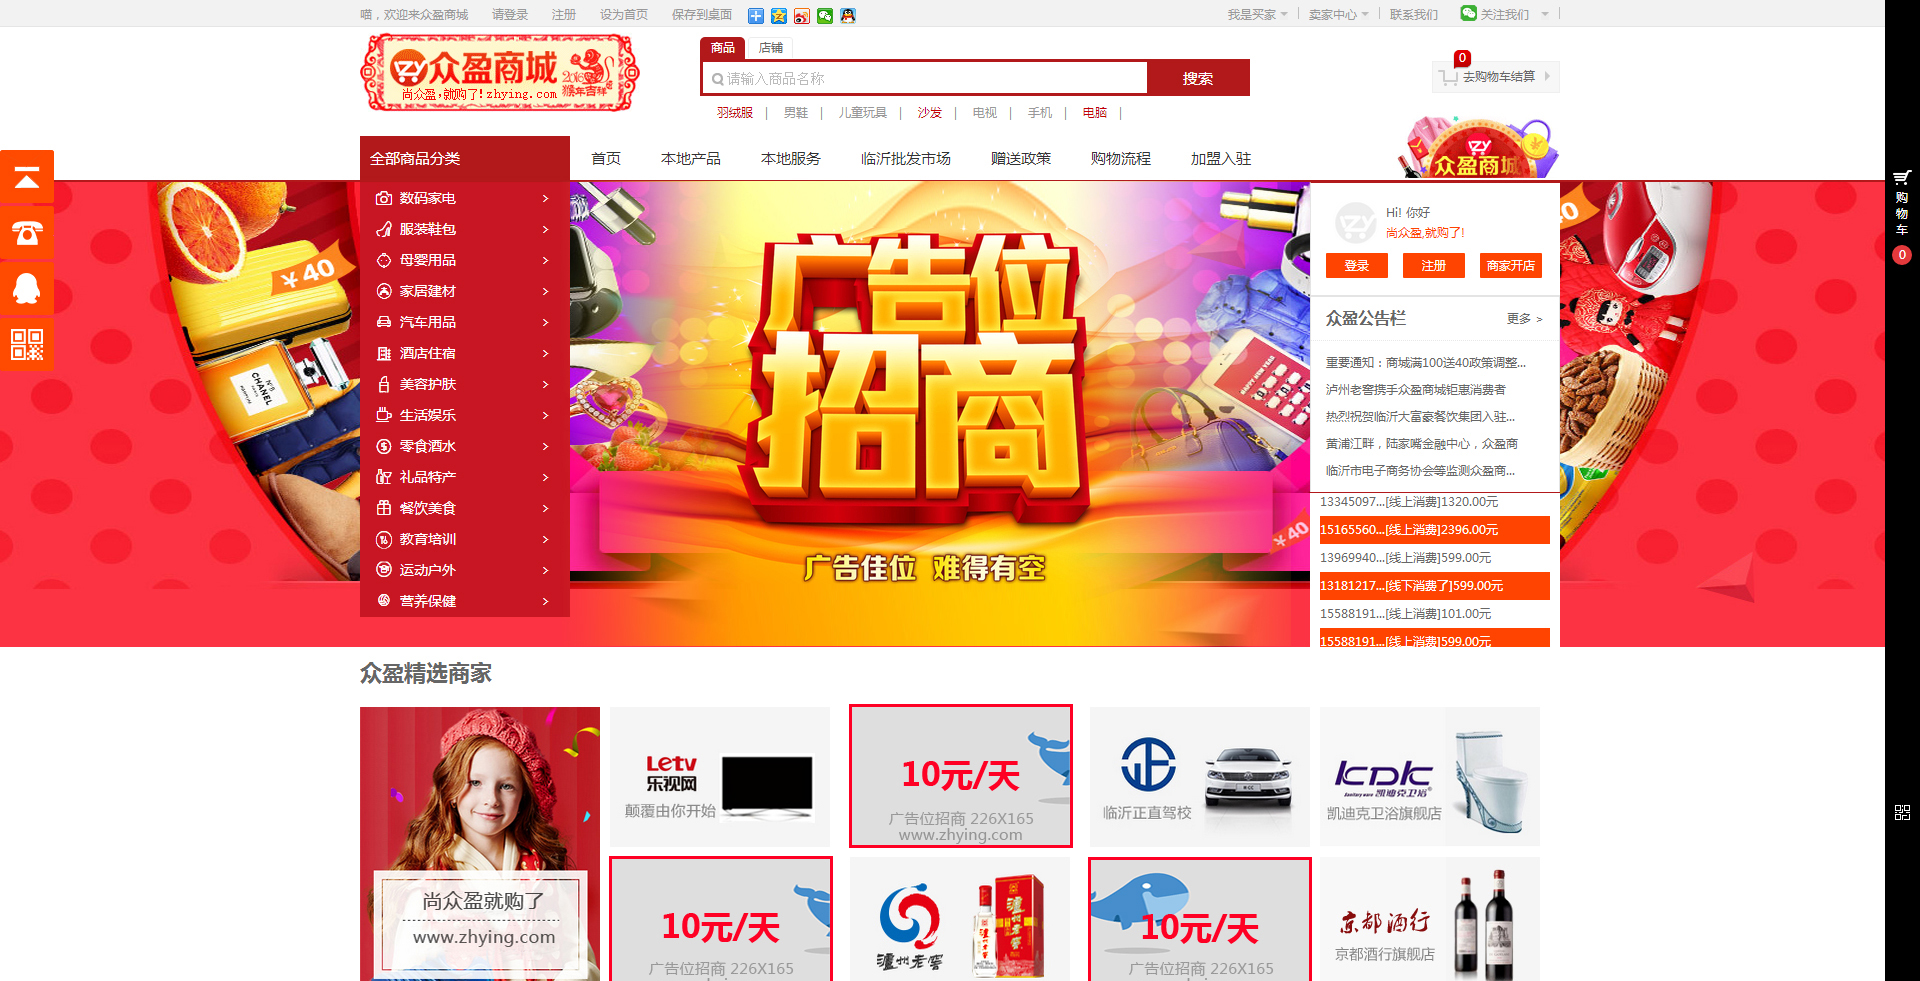 喵，欢迎来众盈商城 请登录 注册 设为首页 保存到桌面
我是买家 卖家中心 联系我们 关注我们
众盈商城
2016
猴年吉祥
尚众盈,就购了!zhying.com
商品 店铺
请输入商品名称 搜索
羽绒服 | 男鞋 | 儿童玩具 | 沙发 | 电视 | 手机 | 电脑 |
0
去购物车结算
众盈商城
全部商品分类 首页 本地产品 本地服务 临沂批发市场 赠送政策 购物流程 加盟入驻
数码家电 >
服装鞋包 >
母婴用品 >
家居建材 >
汽车用品 >
酒店住宿 >
美容护肤 >
生活娱乐 >
零食酒水 >
礼品特产 >
餐饮美食 >
教育培训 >
运动户外 >
营养保健 >
¥40
N°5
CHANEL
广告位
招商
广告佳位 难得有空
HAPPY NEW YEAR
¥40
Hi! 你好
尚众盈,就购了!
登录 注册 商家开店
众盈公告栏 更多 >
重要通知：商城满100送40政策调整...
泸州老窖携手众盈商城钜惠消费者
热烈祝贺临沂大富豪餐饮集团入驻...
黄浦江畔，陆家嘴金融中心，众盈商
临沂市电子商务协会等监测众盈商...
13345097...[线上消费]1320.00元
15165560...[线上消费]2396.00元
13969940...[线上消费]599.00元
13181217...[线下消费了]599.00元
15588191...[线上消费]101.00元
15588191...[线上消费]599.00元
购物车
0
众盈精选商家
尚众盈就购了
www.zhying.com
Letv
乐视网
颠覆由你开始
10元/天
广告位招商 226X165
www.zhying.com
临沂正直驾校
KDK
Sanitary ware 凯迪克卫浴
凯迪克卫浴旗舰店
10元/天
广告位招商 226X165
泸州老窖
10元/天
广告位招商 226X165
京都酒行
京都酒行旗舰店